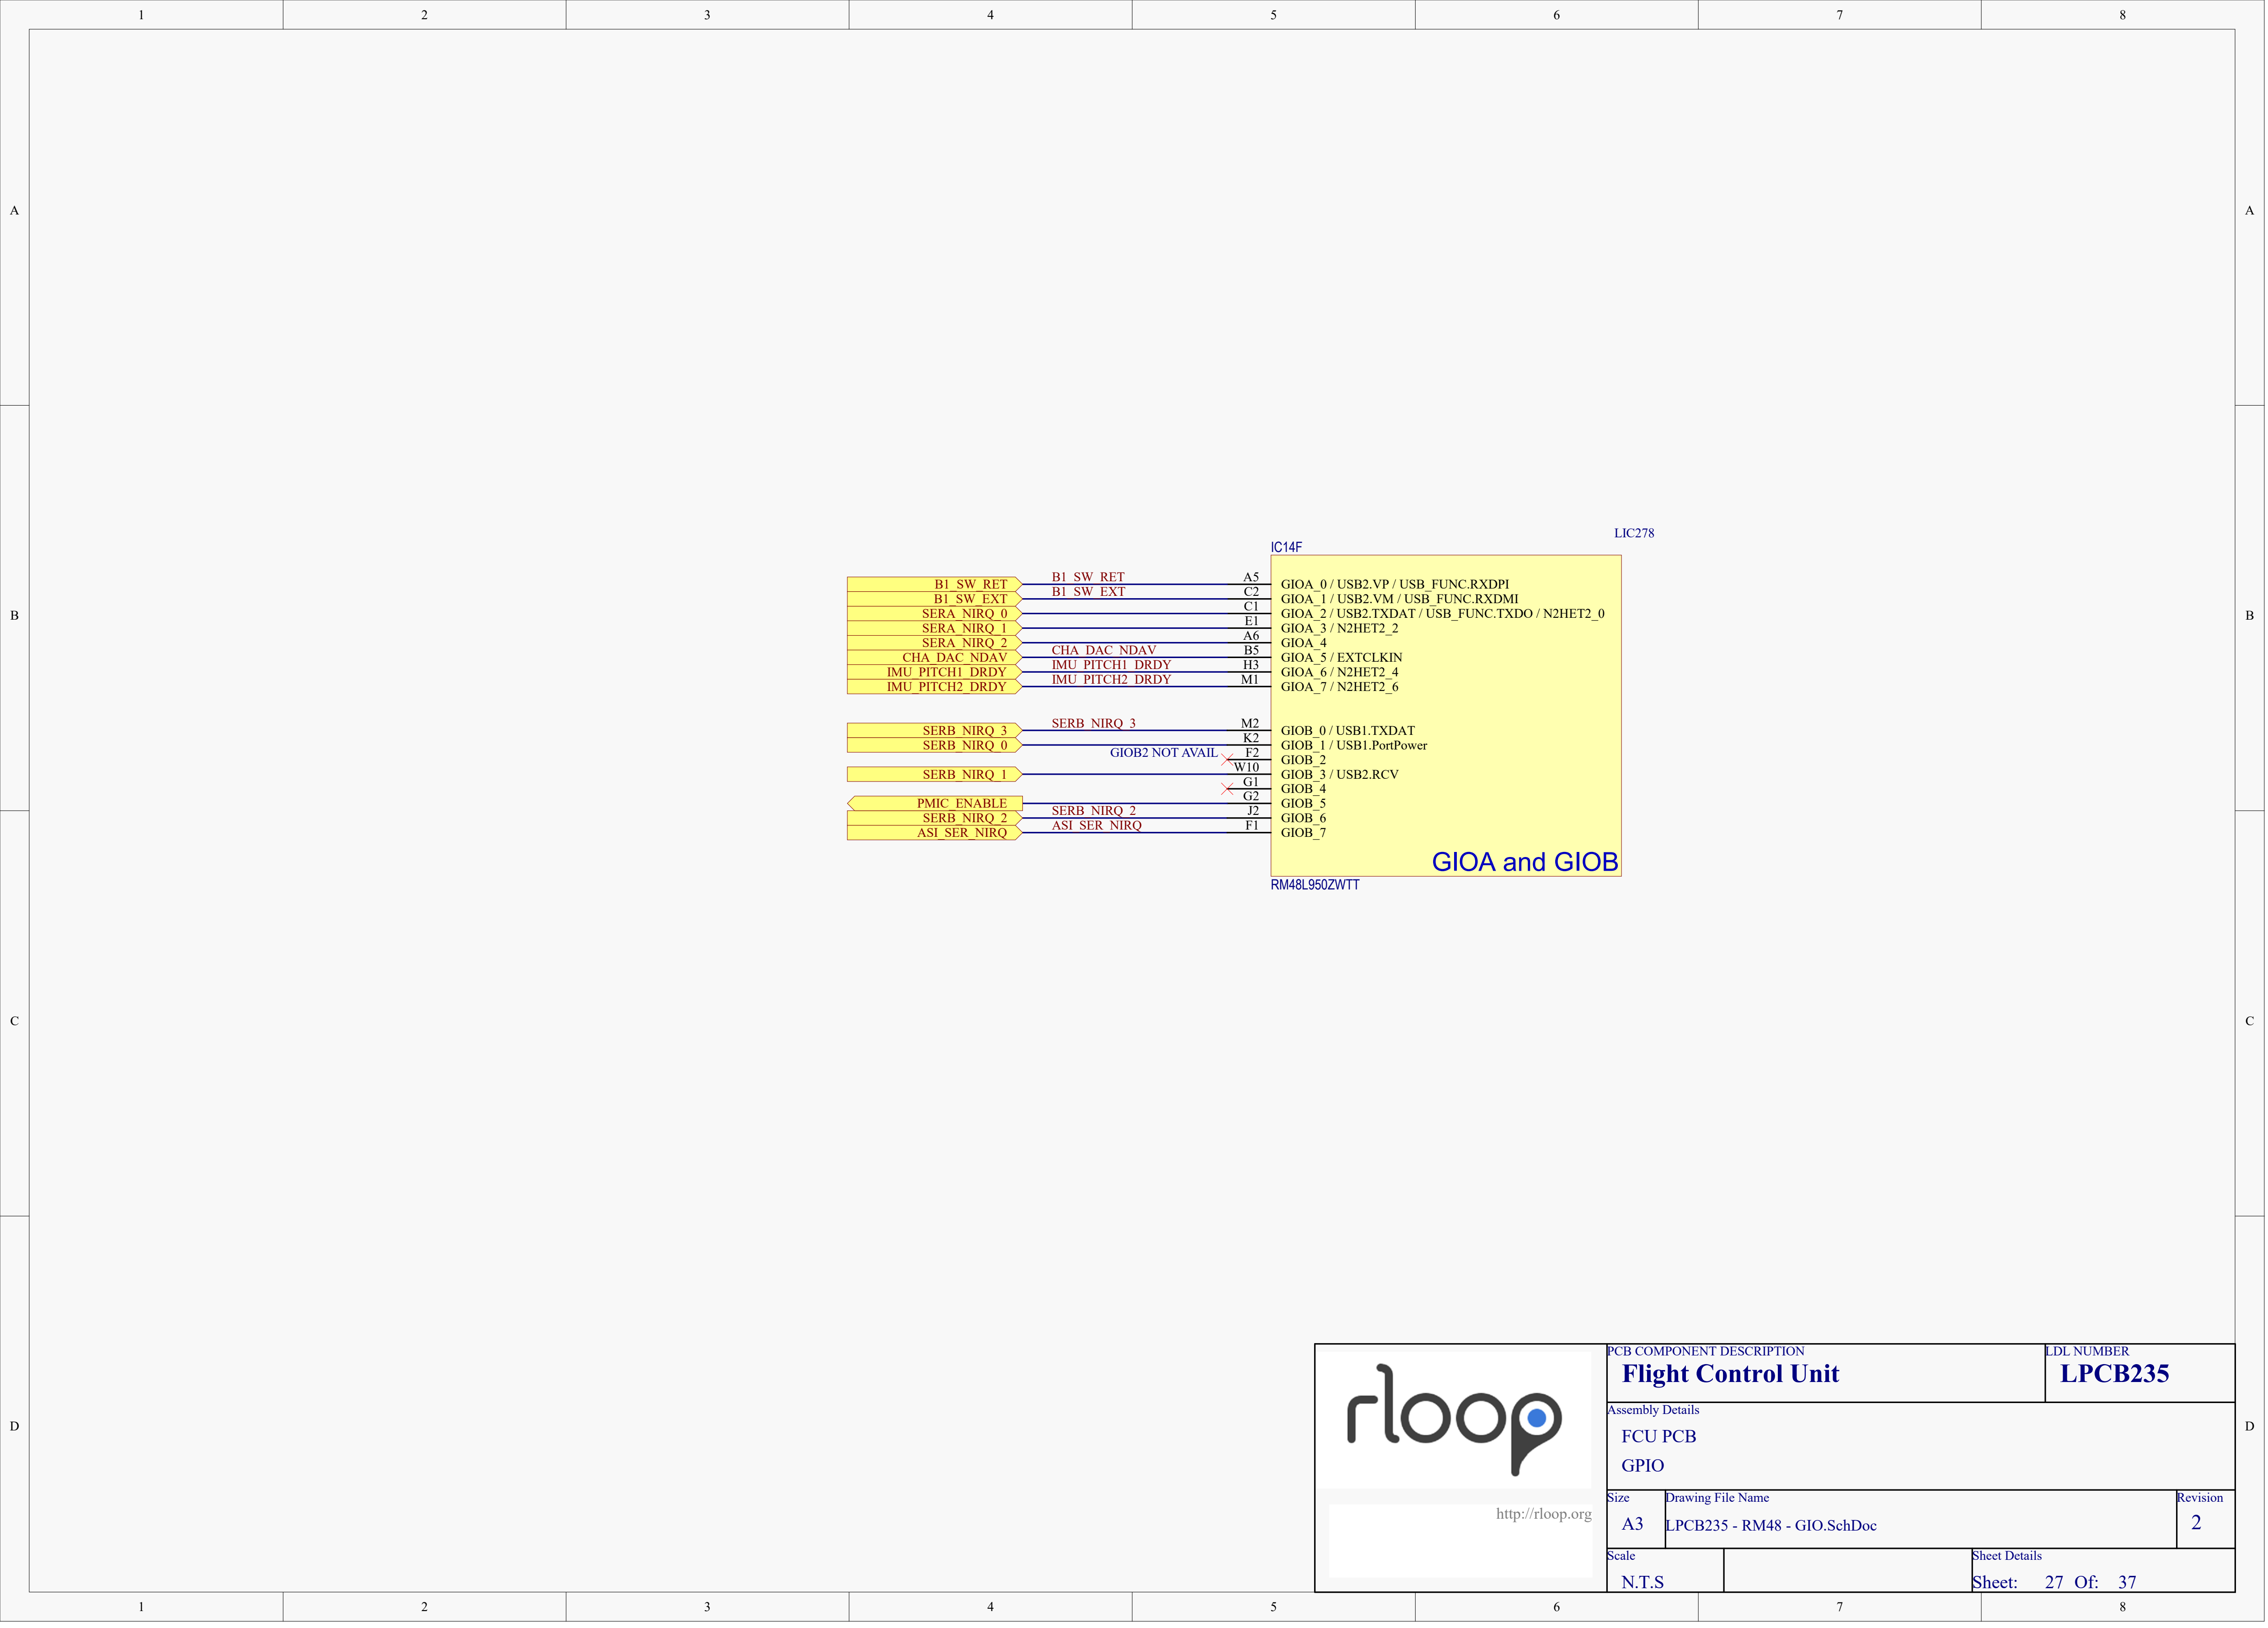 1 2 3 4 5 6 7 8
A A
LIC278
IC14F
B1_SW_RET B1_SW_RET A5 GIOA_0 / USB2.VP / USB_FUNC.RXDPI
B1_SW_EXT B1_SW_EXT C2 GIOA_1 / USB2.VM / USB_FUNC.RXDMI
SERA_NIRQ_0 C1 GIOA_2 / USB2.TXDAT / USB_FUNC.TXDO / N2HET2_0
B B
SERA_NIRQ_1 E1 GIOA_3 / N2HET2_2
SERA_NIRQ_2 A6 GIOA_4
CHA_DAC_NDAV CHA_DAC_NDAV B5 GIOA_5 / EXTCLKIN
IMU_PITCH1_DRDY IMU_PITCH1_DRDY H3 GIOA_6 / N2HET2_4
IMU_PITCH2_DRDY IMU_PITCH2_DRDY M1 GIOA_7 / N2HET2_6
SERB_NIRQ_3 SERB_NIRQ_3 M2 GIOB_0 / USB1.TXDAT
SERB_NIRQ_0 K2 GIOB_1 / USB1.PortPower
GIOB2 NOT AVAIL F2 GIOB_2
SERB_NIRQ_1 W10 GIOB_3 / USB2.RCV
G1 GIOB_4
PMIC_ENABLE G2 GIOB_5
SERB_NIRQ_2 SERB_NIRQ_2 J2 GIOB_6
ASI_SER_NIRQ ASI_SER_NIRQ F1 GIOB_7
GIOA and GIOB
RM48L950ZWTT
C C
D D
rloop
http://rloop.org
PCB COMPONENT DESCRIPTION LDL NUMBER
Flight Control Unit LPCB235
Assembly Details
FCU PCB
GPIO
Size Drawing File Name Revision
A3 LPCB235 - RM48 - GIO.SchDoc 2
Scale Sheet Details
N.T.S Sheet: 27 Of: 37
1 2 3 4 5 6 7 8